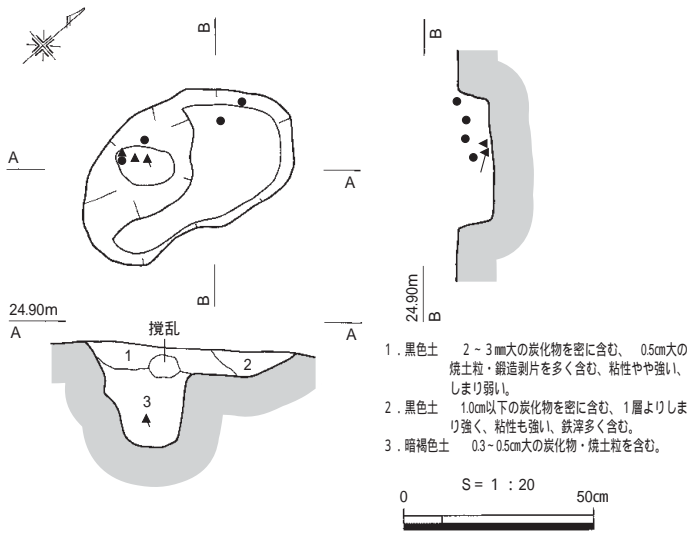 B
B
A
A
B
24.90m
A
A
撹乱
1
2
3
24.90m
B
1．黒色土　2～3㎜大の炭化物を密に含む、0.5㎝大の
焼土粒・鍛造剥片を多く含む、粘性やや強い、
しまり弱い。
2．黒色土　1.0㎝以下の炭化物を密に含む、1層よりしま
り強く、粘性も強い、鉄滓多く含む。
3．暗褐色土　0.3～0.5㎝大の炭化物・焼土粒を含む。
S＝1：20
0
50㎝